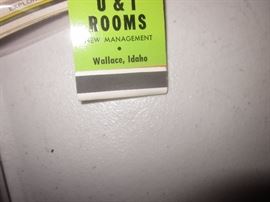 U & I
ROOMS
NEW MANAGEMENT
•
Wallace, Idaho